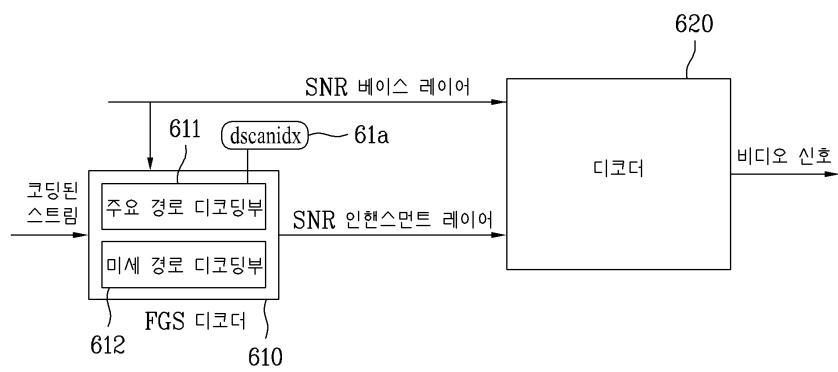 620
SNR 베이스 레이어
611
dscanidx
61a
디코더
비디오 신호
코딩된
스트림
주요 경로 디코딩부
SNR 인핸스먼트 레이어
미세 경로 디코딩부
FGS 디코더
612
610